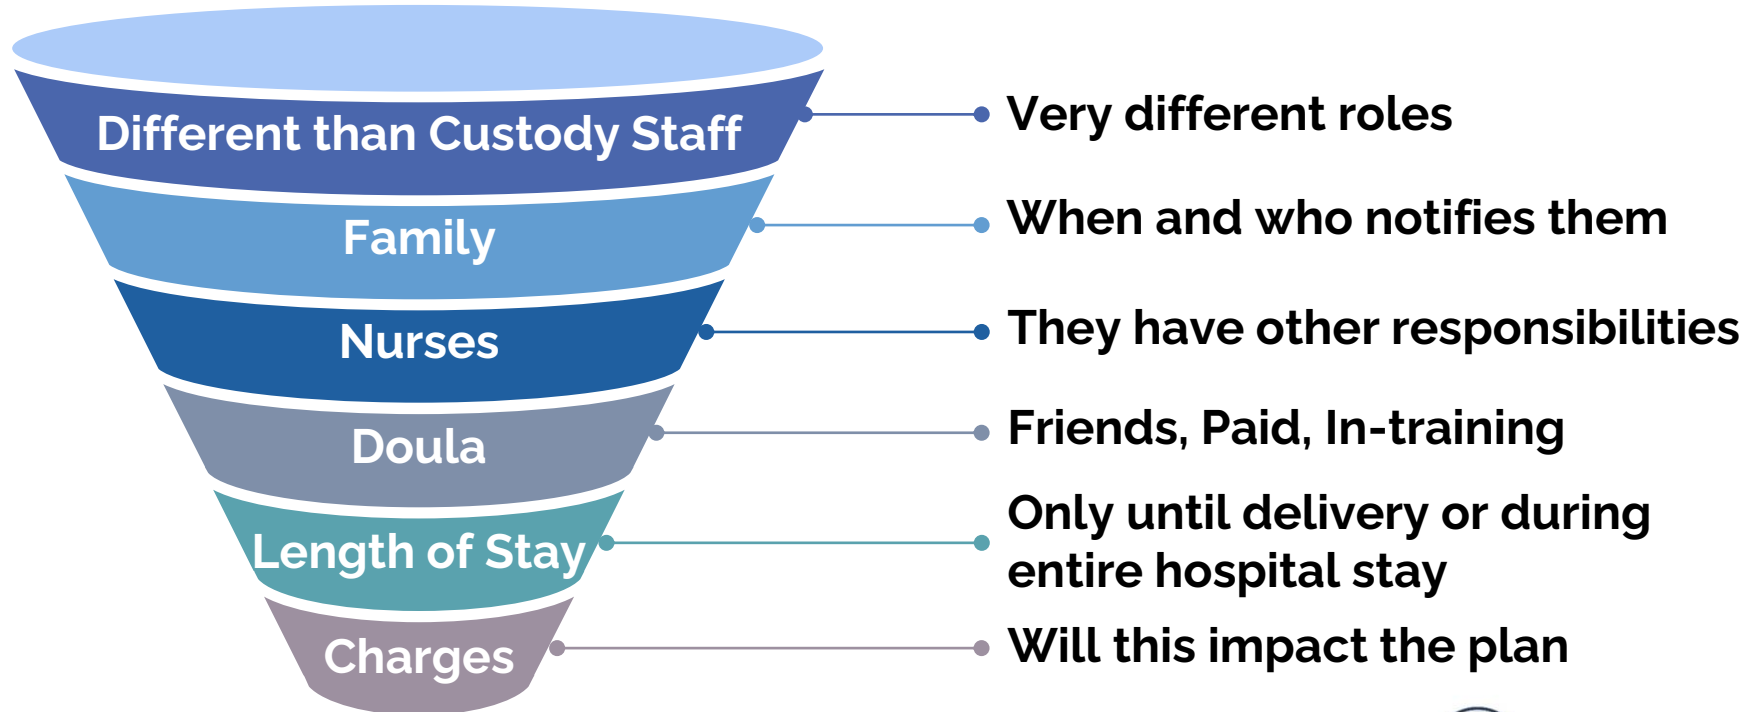 Different than Custody Staff
Very different roles
Family
When and who notifies them
Nurses
They have other responsibilities
Doula
Friends, Paid, In-training
Length of Stay
Only until delivery or during
entire hospital stay
Charges
Will this impact the plan